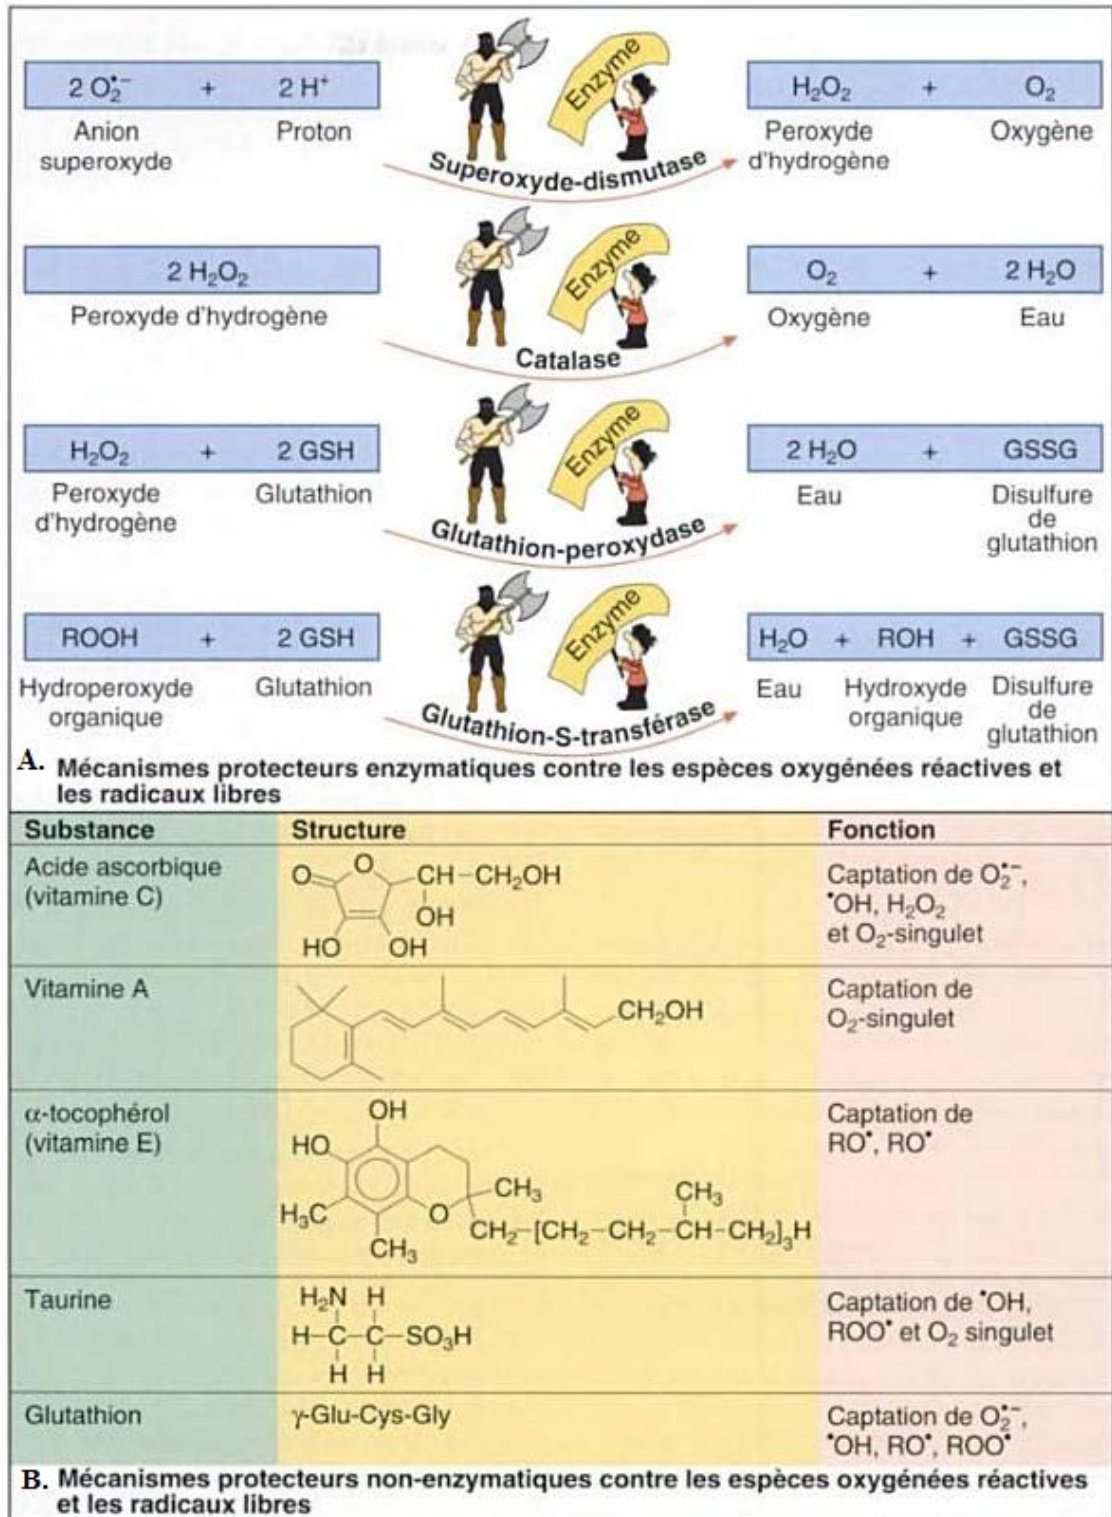 2 O₂•⁻ + 2 H⁺
Anion superoxyde
Proton
Enzyme
Superoxyde-dismutase
H₂O₂ + O₂
Peroxyde d'hydrogène
Oxygène
2 H₂O₂
Peroxyde d'hydrogène
Enzyme
Catalase
O₂ + 2 H₂O
Oxygène
Eau
H₂O₂ + 2 GSH
Peroxyde d'hydrogène
Glutathion
Enzyme
Glutathion-peroxydase
2 H₂O + GSSG
Eau
Disulfure de glutathion
ROOH + 2 GSH
Hydroperoxyde organique
Glutathion
Enzyme
Glutathion-S-transférase
H₂O + ROH + GSSG
Eau
Hydroxyde organique
Disulfure de glutathion
A. Mécanismes protecteurs enzymatiques contre les espèces oxygénées réactives et
les radicaux libres
Substance Structure Fonction
Acide ascorbique
(vitamine C)
O O CH-CH₂OH
OH
HO OH
Captation de O₂•⁻,
•OH, H₂O₂
et O₂-singulet
Vitamine A
CH₂OH
Captation de
O₂-singulet
α-tocophérol
(vitamine E)
OH
HO
CH₃ CH₃
H₃C O CH₂-[CH₂-CH₂-CH-CH₂]₃H
CH₃
Captation de
RO•, RO•
Taurine
H₂N H
H-C-C-SO₃H
H H
Captation de •OH,
ROO• et O₂ singulet
Glutathion
γ-Glu-Cys-Gly
Captation de O₂•⁻,
•OH, RO•, ROO•
B. Mécanismes protecteurs non-enzymatiques contre les espèces oxygénées réactives
et les radicaux libres